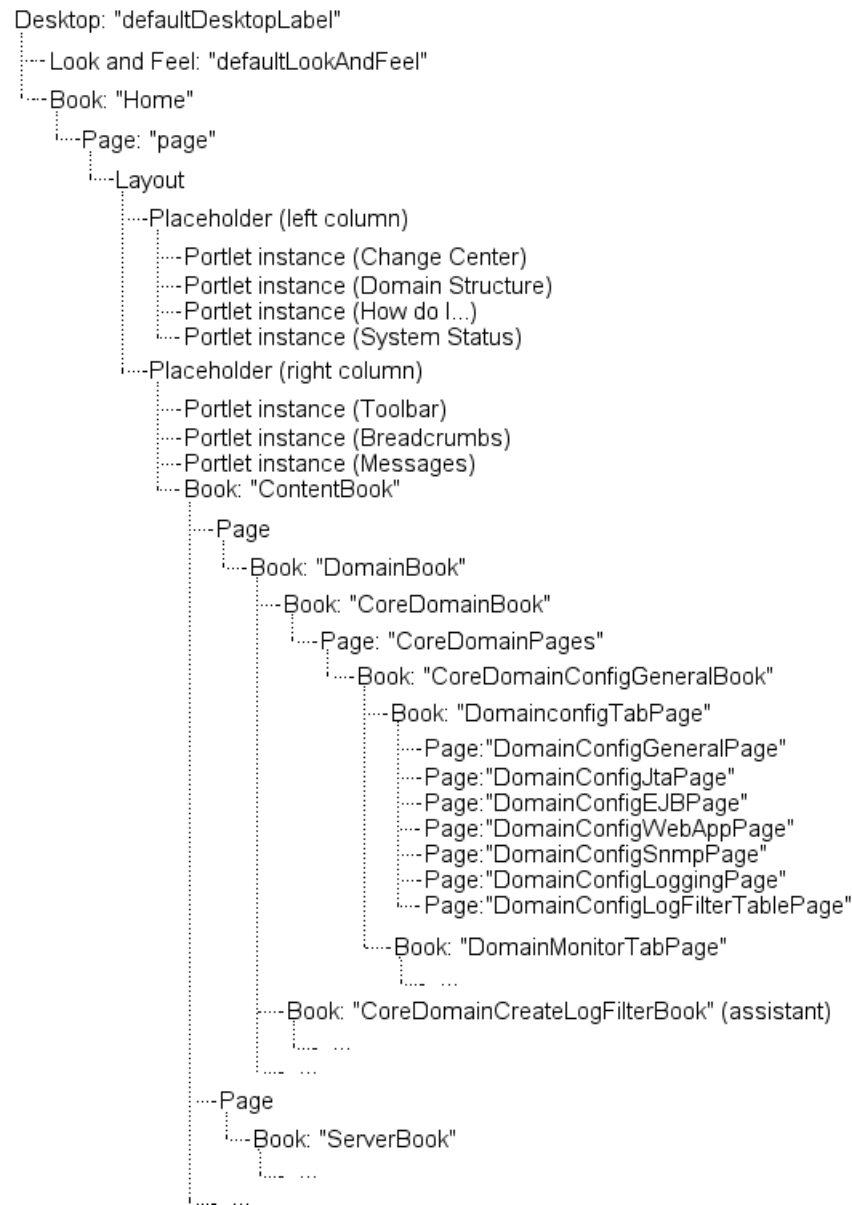 Desktop: "defaultDesktopLabel"
Look and Feel: "defaultLookAndFeel"
Book: "Home"
Page: "page"
Layout
Placeholder (left column)
Portlet instance (Change Center)
Portlet instance (Domain Structure)
Portlet instance (How do I...)
Portlet instance (System Status)
Placeholder (right column)
Portlet instance (Toolbar)
Portlet instance (Breadcrumbs)
Portlet instance (Messages)
Book: "ContentBook"
Page
Book: "DomainBook"
Book: "CoreDomainBook"
Page: "CoreDomainPages"
Book: "CoreDomainConfigGeneralBook"
Book: "DomainconfigTabPage"
Page:"DomainConfigGeneralPage"
Page:"DomainConfigJtaPage"
Page:"DomainConfigEJBPage"
Page:"DomainConfigWebAppPage"
Page:"DomainConfigSnmpPage"
Page:"DomainConfigLoggingPage"
Page:"DomainConfigLogFilterTablePage"
Book: "DomainMonitorTabPage"
...
Book: "CoreDomainCreateLogFilterBook" (assistant)
...
...
Page
Book: "ServerBook"
...
...